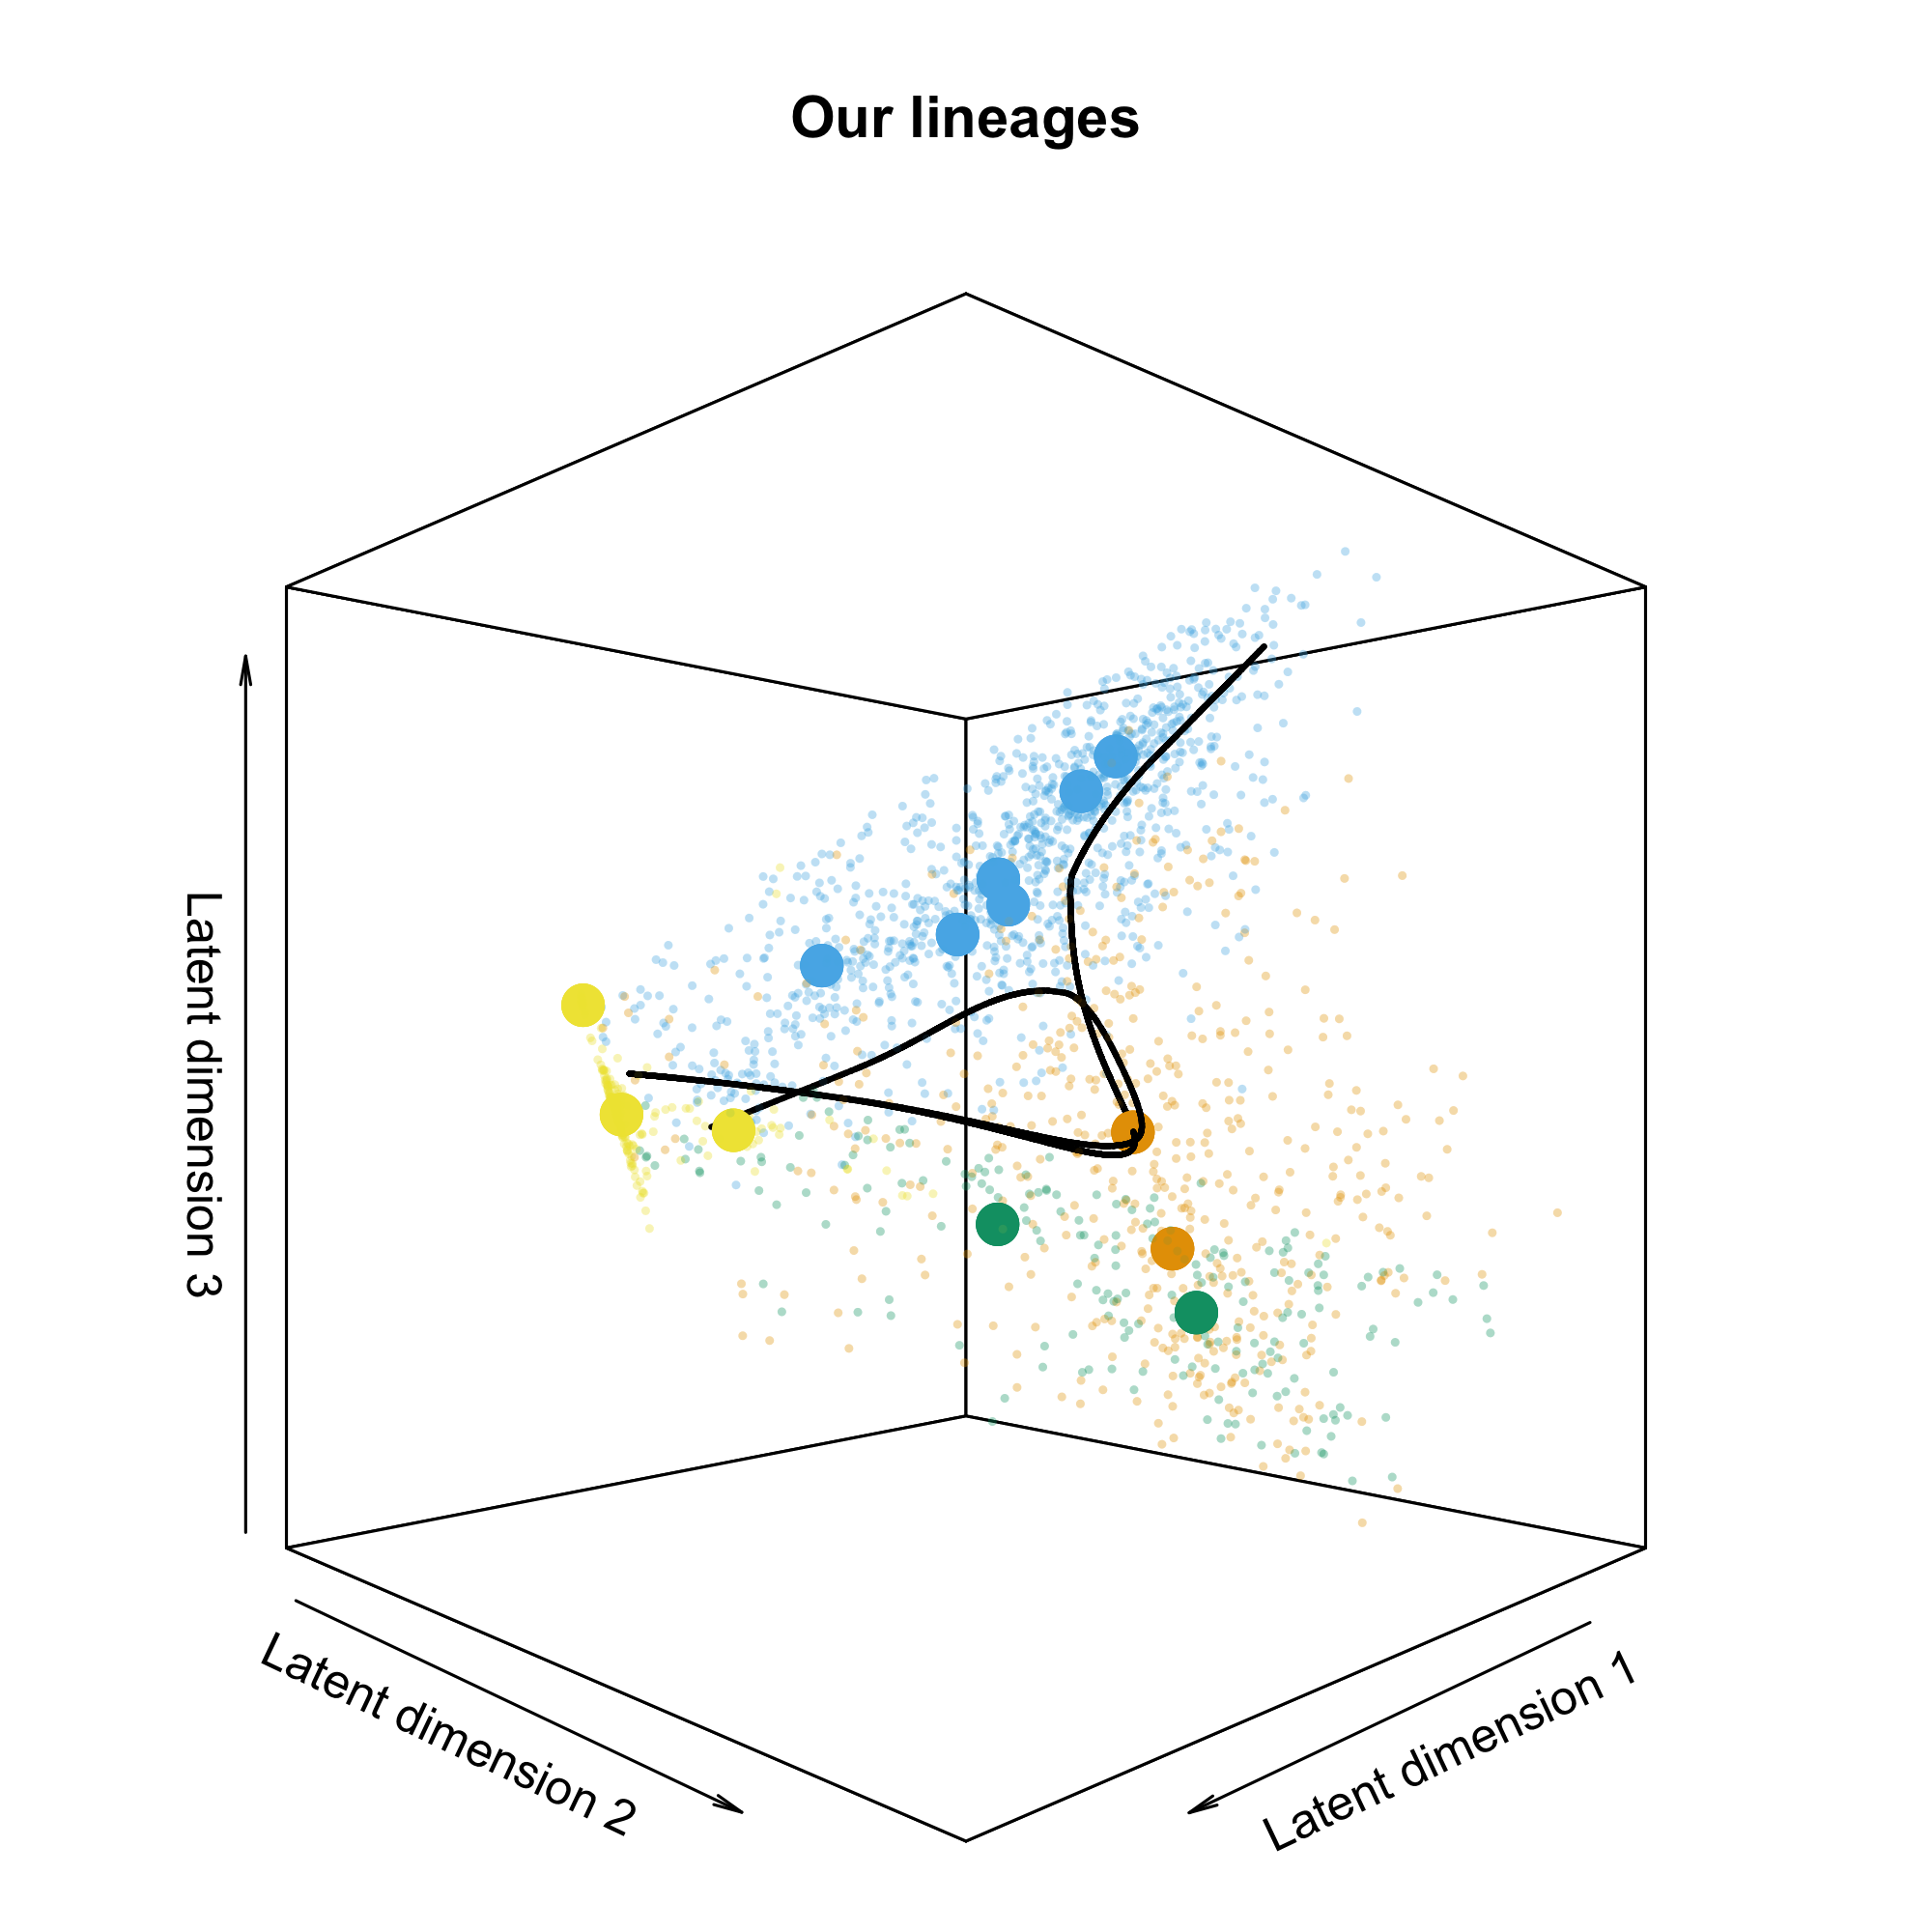 Our lineages
Latent dimension 3
Latent dimension 2
Latent dimension 1